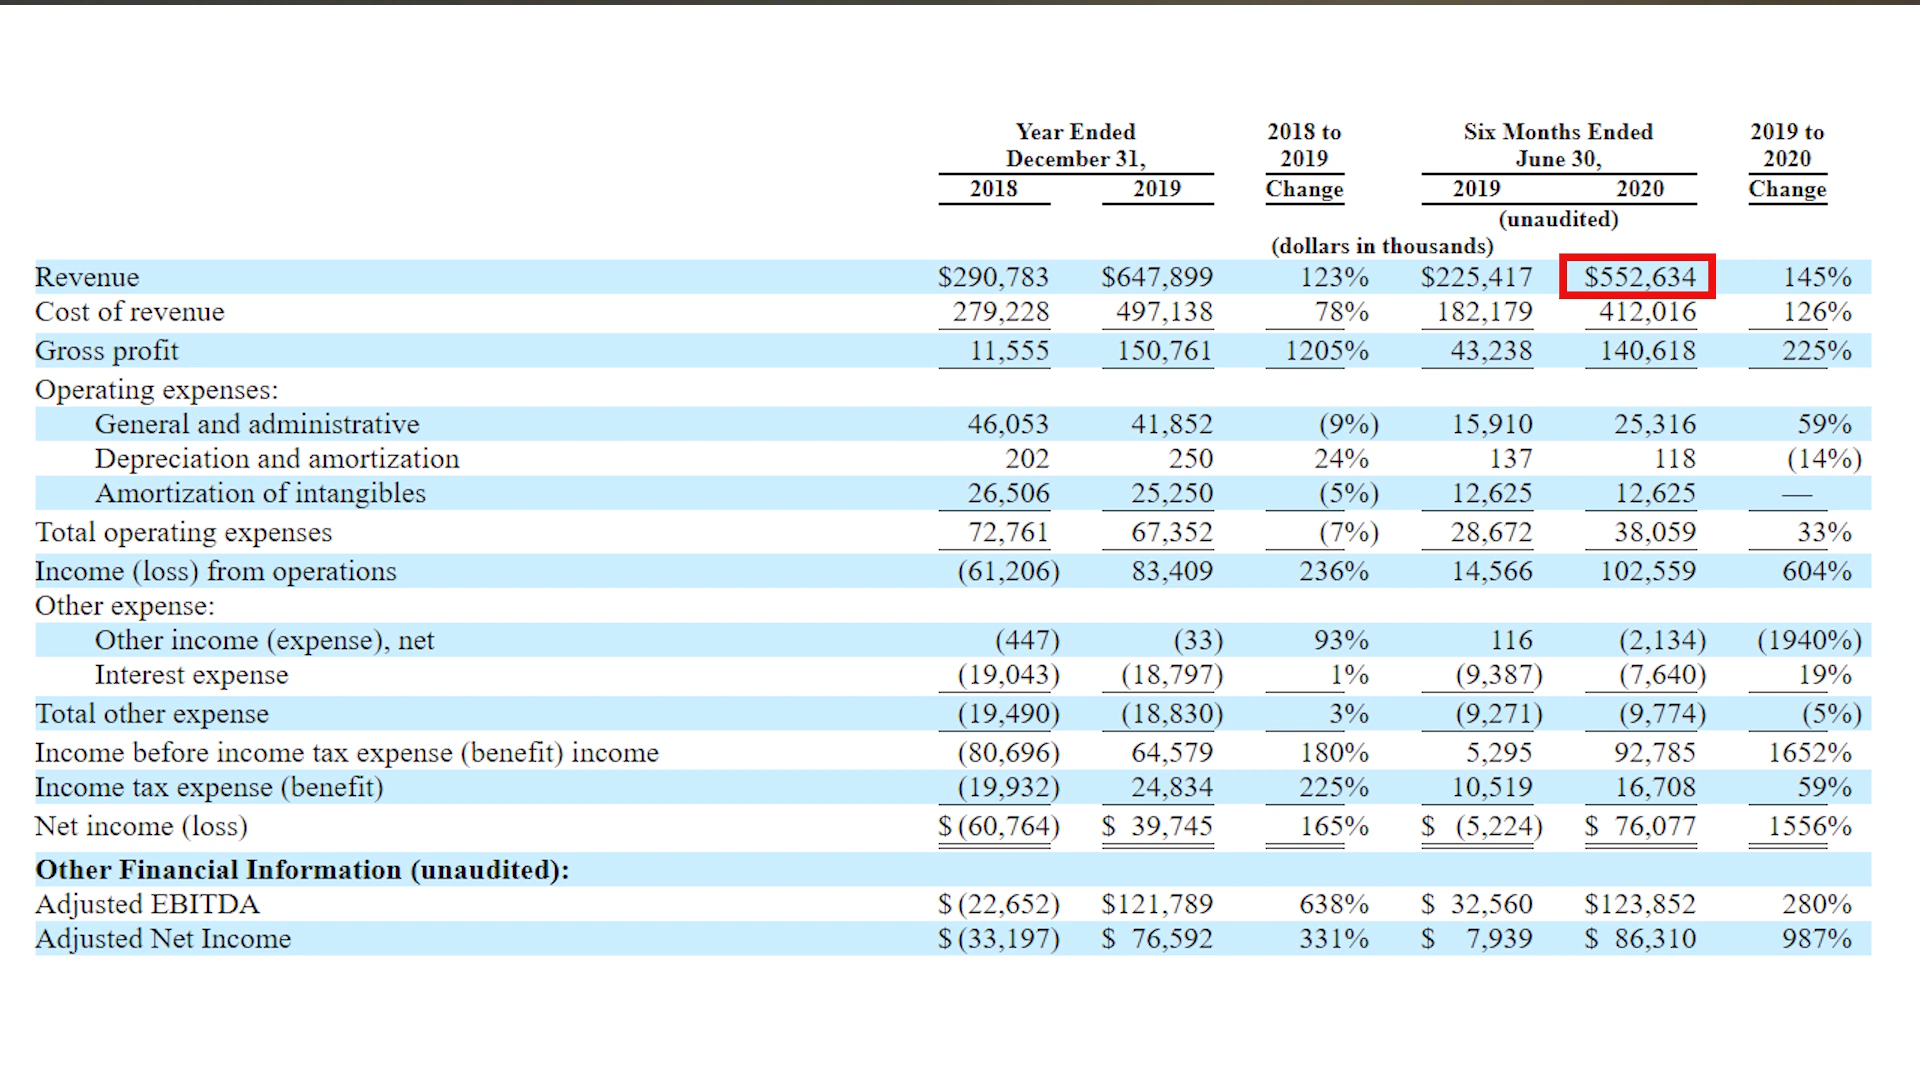 Year Ended 2018 to Six Months Ended 2019 to
December 31, 2019 June 30, 2020
2018 2019 Change 2019 2020 Change
(unaudited)
(dollars in thousands)
Revenue $290,783 $647,899 123% $225,417 $552,634 145%
Cost of revenue 279,228 497,138 78% 182,179 412,016 126%
Gross profit 11,555 150,761 1205% 43,238 140,618 225%
Operating expenses:
General and administrative 46,053 41,852 (9%) 15,910 25,316 59%
Depreciation and amortization 202 250 24% 137 118 (14%)
Amortization of intangibles 26,506 25,250 (5%) 12,625 12,625 —
Total operating expenses 72,761 67,352 (7%) 28,672 38,059 33%
Income (loss) from operations (61,206) 83,409 236% 14,566 102,559 604%
Other expense:
Other income (expense), net (447) (33) 93% 116 (2,134) (1940%)
Interest expense (19,043) (18,797) 1% (9,387) (7,640) 19%
Total other expense (19,490) (18,830) 3% (9,271) (9,774) (5%)
Income before income tax expense (benefit) income (80,696) 64,579 180% 5,295 92,785 1652%
Income tax expense (benefit) (19,932) 24,834 225% 10,519 16,708 59%
Net income (loss) $ (60,764) $ 39,745 165% $ (5,224) $ 76,077 1556%
Other Financial Information (unaudited):
Adjusted EBITDA $ (22,652) $121,789 638% $ 32,560 $123,852 280%
Adjusted Net Income $ (33,197) $ 76,592 331% $ 7,939 $ 86,310 987%